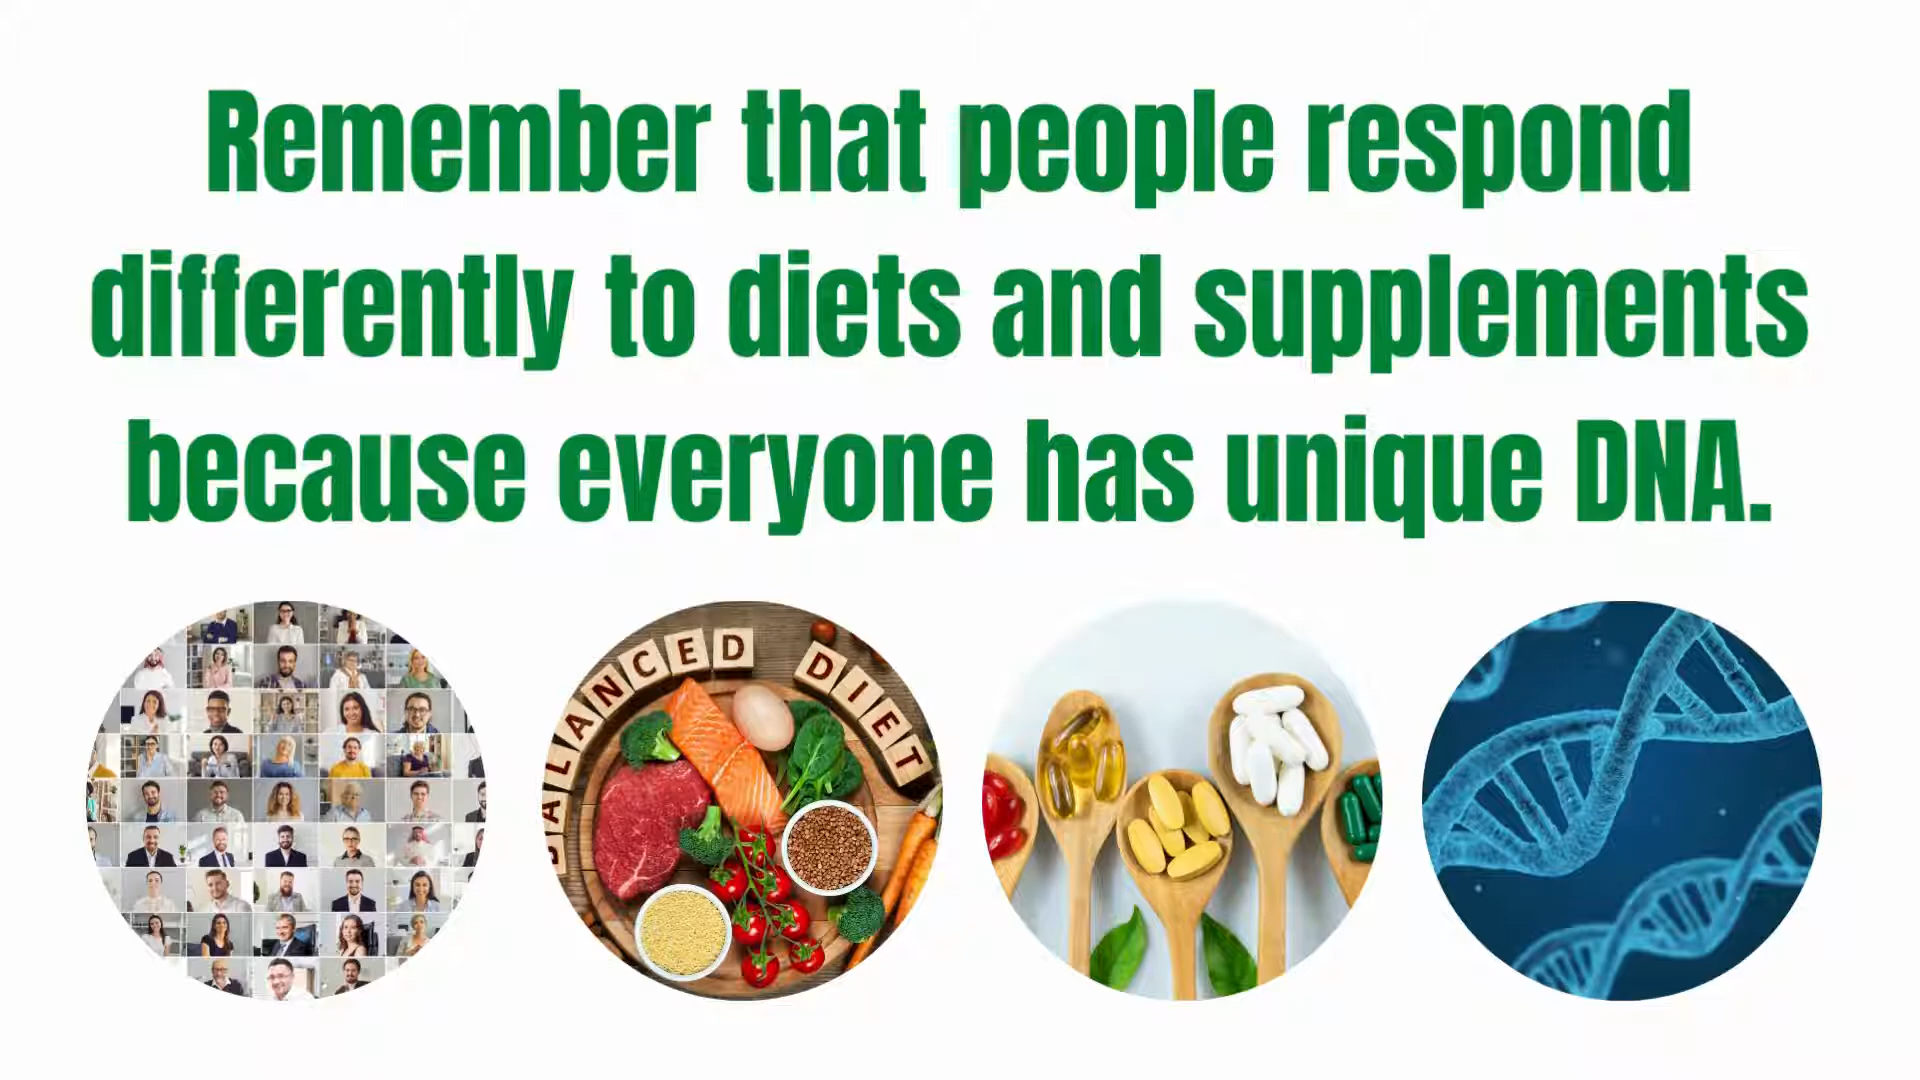 Remember that people respond
differently to diets and supplements
because everyone has unique DNA.
BALANCED DIET